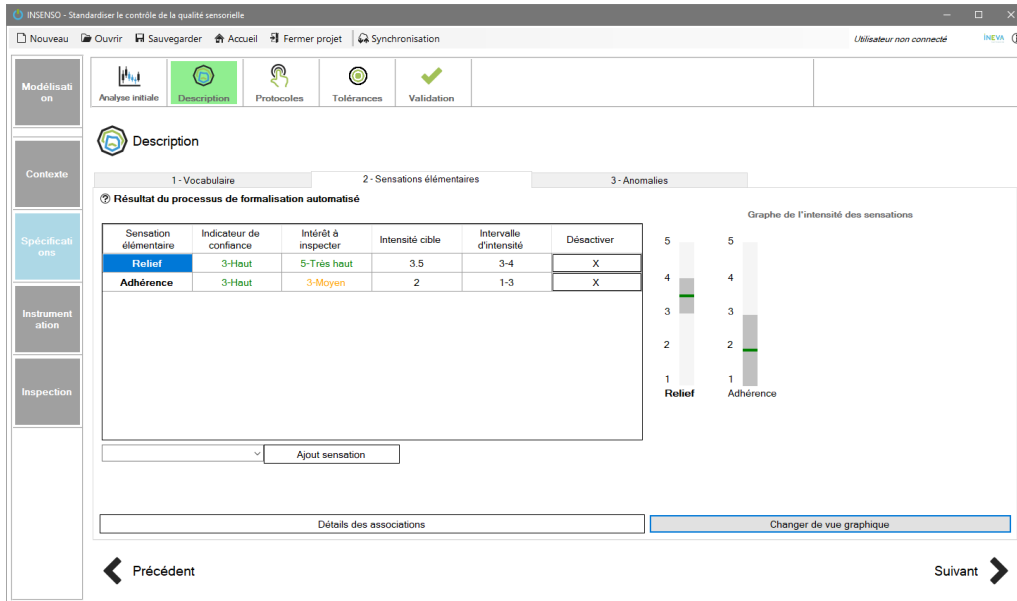 INSENSO - Standardiser le contrôle de la qualité sensorielle
Nouveau Ouvrir Sauvegarder Accueil Fermer projet Synchronisation Utilisateur non connecté INEVA
Modélisati
on
Contexte
Spécificati
ons
Instrument
ation
Inspection
Analyse initiale Description Protocoles Tolérances Validation
Description
1 - Vocabulaire 2 - Sensations élémentaires 3 - Anomalies
Résultat du processus de formalisation automatisé
Sensation élémentaire Indicateur de confiance Intérêt à inspecter Intensité cible Intervalle d'intensité Désactiver
Relief 3-Haut 5-Très haut 3.5 3-4 X
Adhérence 3-Haut 3-Moyen 2 1-3 X
Ajout sensation
Détails des associations
Graphe de l'intensité des sensations
5 5
4 4
3 3
2 2
1 1
Relief Adhérence
Changer de vue graphique
Précédent Suivant